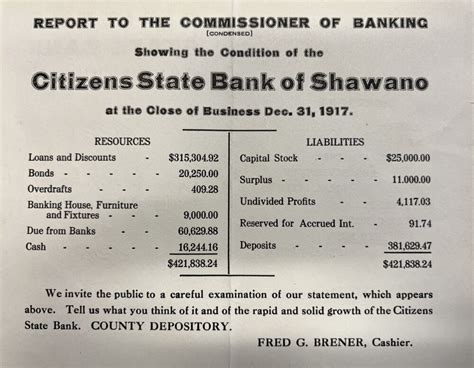 REPORT TO THE COMMISSIONER OF BANKING
(CONDENSED)
Showing the Condition of the
Citizens State Bank of Shawano
at the Close of Business Dec. 31, 1917.
RESOURCES
Loans and Discounts - $315,304.92
Bonds - - - - - 20,250.00
Overdrafts - - - 409.28
Banking House, Furniture
and Fixtures - - - 9,000.00
Due from Banks - - 60,629.88
Cash - - - - - 16,244.16
$421,838.24
LIABILITIES
Capital Stock - - - $25,000.00
Surplus - - - - 11.000.00
Undivided Profits - - 4,117.03
Reserved for Accrued Int. - 91.74
Deposits - - - - 381,629.47
$421,838.24
We invite the public to a careful examination of our statement, which appears
above. Tell us what you think of it and of the rapid and solid growth of the Citizens
State Bank. COUNTY DEPOSITORY.
FRED G. BRENER, Cashier.